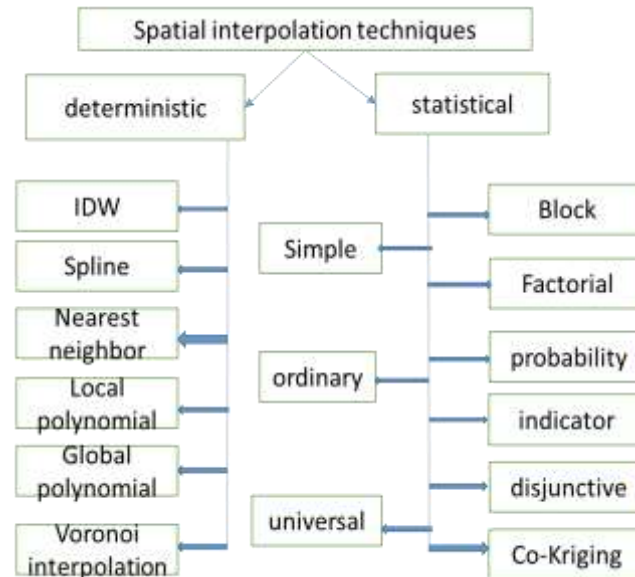 Spatial interpolation techniques
deterministic
statistical
IDW
Spline
Nearest
neighbor
Local
polynomial
Global
polynomial
Voronoi
interpolation
Simple
ordinary
universal
Block
Factorial
probability
indicator
disjunctive
Co-Kriging